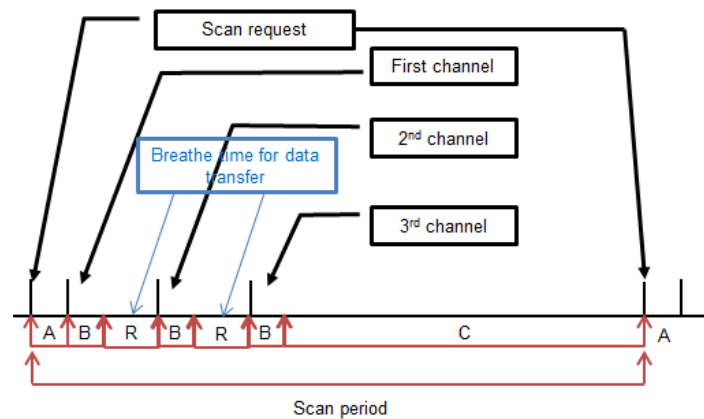 Scan request
First channel
2nd channel
Breathe time for data
transfer
3rd channel
A B R B R B C A
Scan period